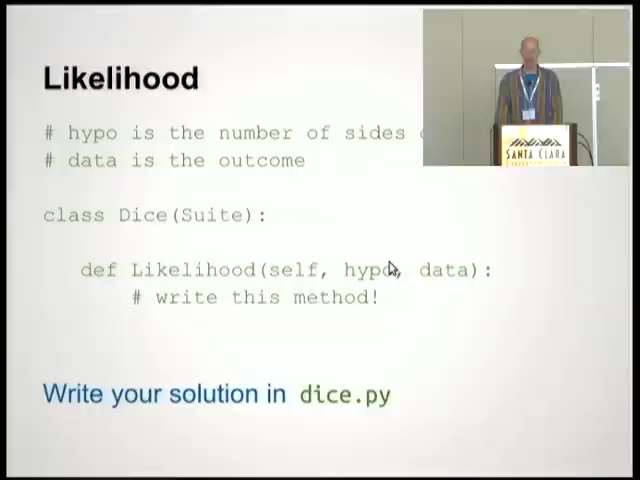 Likelihood
# hypo is the number of sides
# data is the outcome
class Dice(Suite):
def Likelihood(self, hypo, data):
# write this method!
Write your solution in dice.py
SANTA CLARA